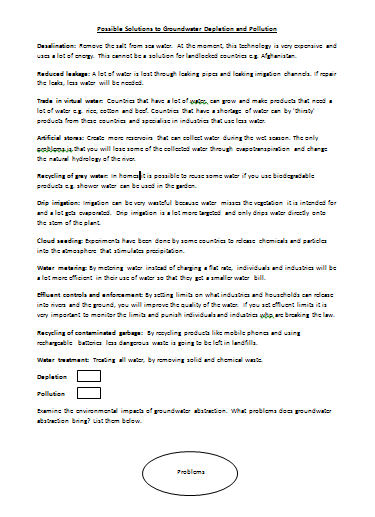 Possible Solutions to Groundwater Depletion and Pollution
Desalination: Remove the salt from sea water. At the moment, this technology is very expensive and
uses a lot of energy. This cannot be a solution for landlocked countries e.g. Afghanistan.
Reduced leakage: A lot of water is lost through leaking pipes and leaking irrigation channels. If repair
the leaks, less water will be needed.
Trade in virtual water: Countries that have a lot of water, can grow and make products that need a
lot of water e.g. rice, cotton and beef. Countries that have a shortage of water can by 'thirsty'
products from these countries and specialise in industries that use less water.
Artificial stores: Create more reservoirs that can collect water during the wet season. The only
problems is that you will lose some of the collected water through evapotranspiration and change
the natural hydrology of the river.
Recycling of grey water: In homes it is possible to reuse some water if you use biodegradable
products e.g. shower water can be used in the garden.
Drip irrigation: Irrigation can be very wasteful because water misses the vegetation it is intended for
and a lot gets evaporated. Drip irrigation is a lot more targeted and only drips water directly onto
the stem of the plant.
Cloud seeding: Experiments have been done by some countries to release chemicals and particles
into the atmosphere that stimulates precipitation.
Water metering: By metering water instead of charging a flat rate, individuals and industries will be
a lot more efficient in their use of water so that they get a smaller water bill.
Effluent controls and enforcement: By setting limits on what industries and households can release
into rivers and the ground, you will improve the quality of the water. If you set effluent limits it is
very important to monitor the limits and punish individuals and industries who are breaking the law.
Recycling of contaminated garbage: By recycling products like mobile phones and using
rechargeable batteries less dangerous waste is going to be left in landfills.
Water treatment: Treating all water, by removing solid and chemical waste.
Depletion
Pollution
Examine the environmental impacts of groundwater abstraction. What problems does groundwater
abstraction bring? List them below.
Problems